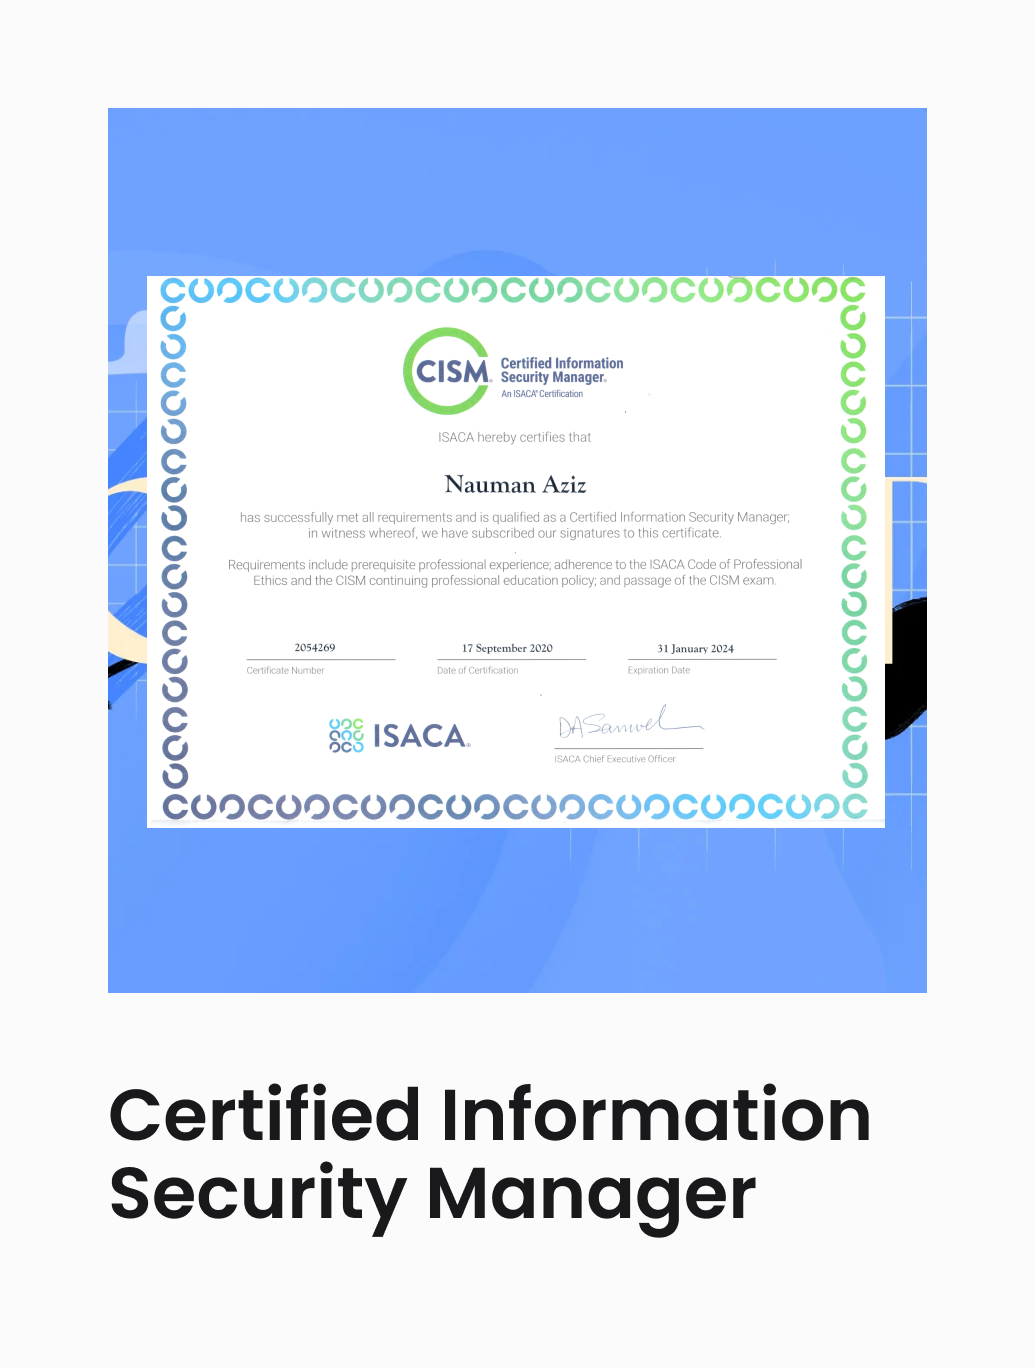 CISM®
Certified Information
Security Manager®
An ISACA® Certification
ISACA hereby certifies that
Nauman Aziz
has successfully met all requirements and is qualified as a Certified Information Security Manager;
in witness whereof, we have subscribed our signatures to this certificate.
Requirements include prerequisite professional experience; adherence to the ISACA Code of Professional
Ethics and the CISM continuing professional education policy; and passage of the CISM exam.
2054269 17 September 2020 31 January 2024
Certificate Number Date of Certification Expiration Date
ISACA® DASamuel
ISACA Chief Executive Officer
Certified Information
Security Manager